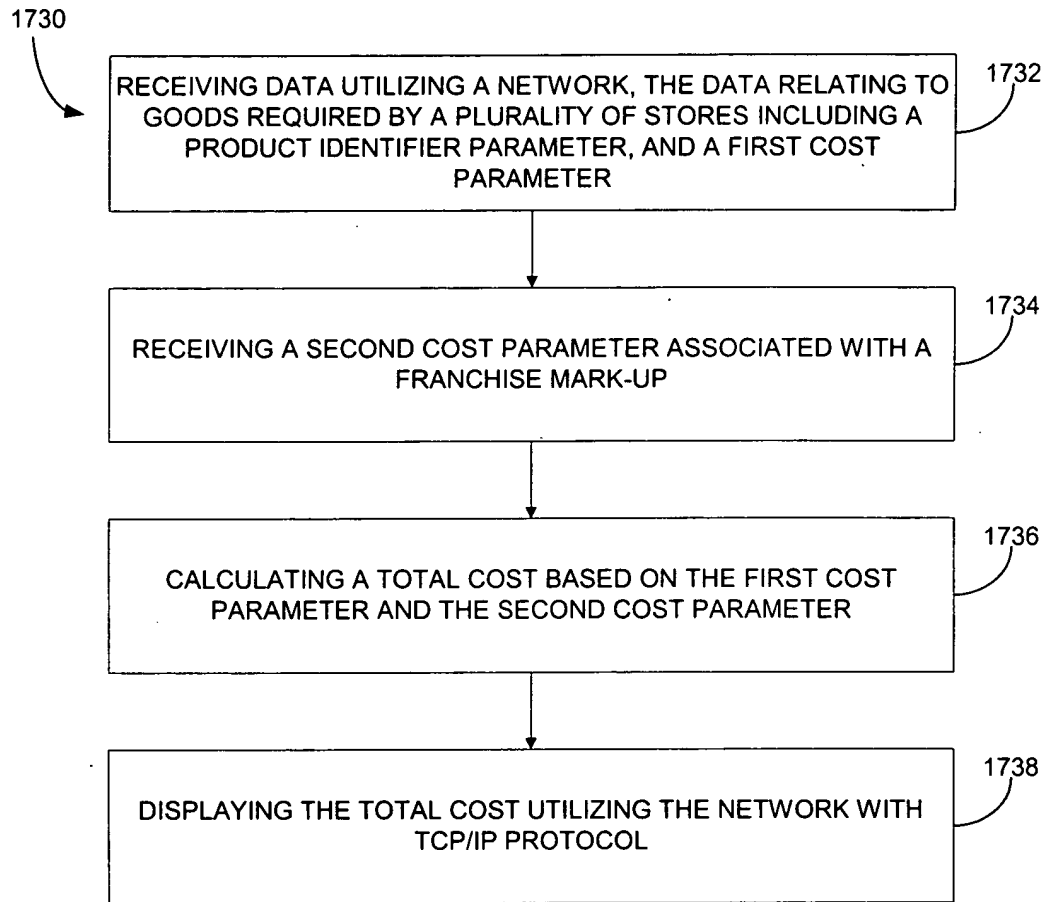 1730
RECEIVING DATA UTILIZING A NETWORK, THE DATA RELATING TO
GOODS REQUIRED BY A PLURALITY OF STORES INCLUDING A
PRODUCT IDENTIFIER PARAMETER, AND A FIRST COST
PARAMETER
1732
RECEIVING A SECOND COST PARAMETER ASSOCIATED WITH A
FRANCHISE MARK-UP
1734
CALCULATING A TOTAL COST BASED ON THE FIRST COST
PARAMETER AND THE SECOND COST PARAMETER
1736
DISPLAYING THE TOTAL COST UTILIZING THE NETWORK WITH
TCP/IP PROTOCOL
1738